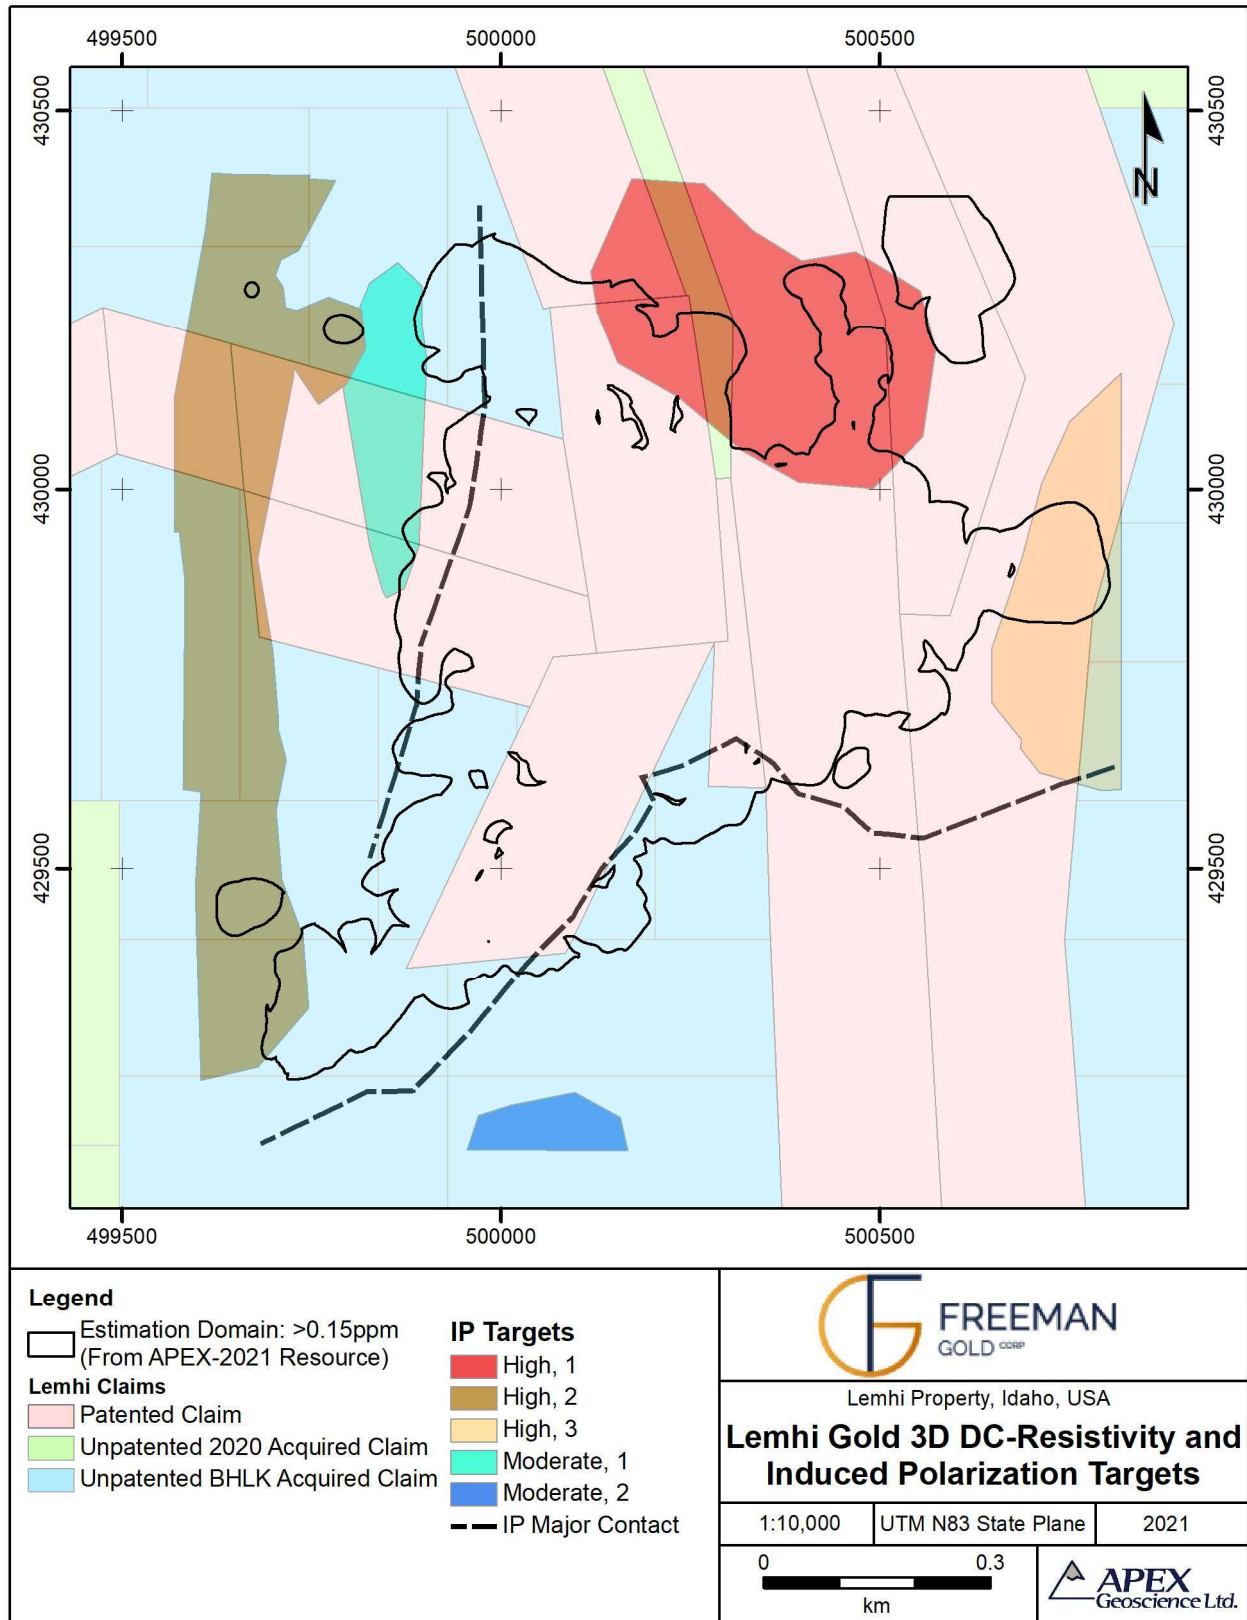 499500 500000 500500
430500 430500
N
430000 430000
429500 429500
499500 500000 500500
Legend
Estimation Domain: >0.15ppm
(From APEX-2021 Resource)
Lemhi Claims
Patented Claim
Unpatented 2020 Acquired Claim
Unpatented BHLK Acquired Claim
IP Targets
High, 1
High, 2
High, 3
Moderate, 1
Moderate, 2
IP Major Contact
FREEMAN
GOLD CORP
Lemhi Property, Idaho, USA
Lemhi Gold 3D DC-Resistivity and
Induced Polarization Targets
1:10,000 UTM N83 State Plane 2021
0 0.3
km
APEX
Geoscience Ltd.